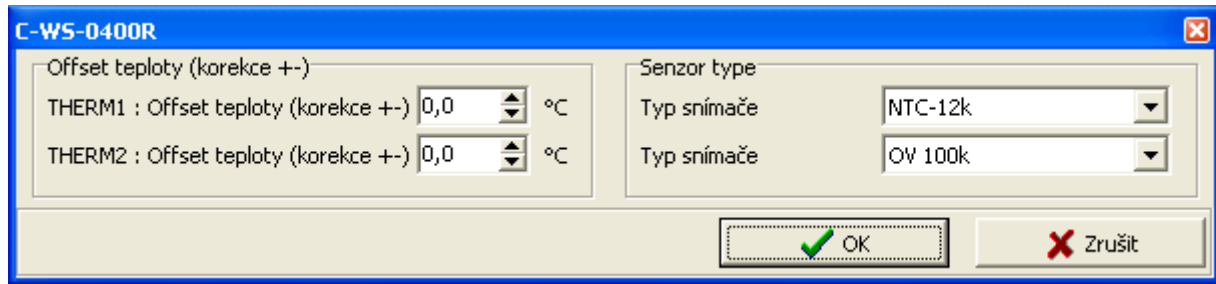 C-WS-0400R
Offset teploty (korekce +-)
THERM1 : Offset teploty (korekce +-) 0,0 °C
THERM2 : Offset teploty (korekce +-) 0,0 °C
Senzor type
Typ snímače NTC-12k
Typ snímače OV 100k
OK
Zrušit